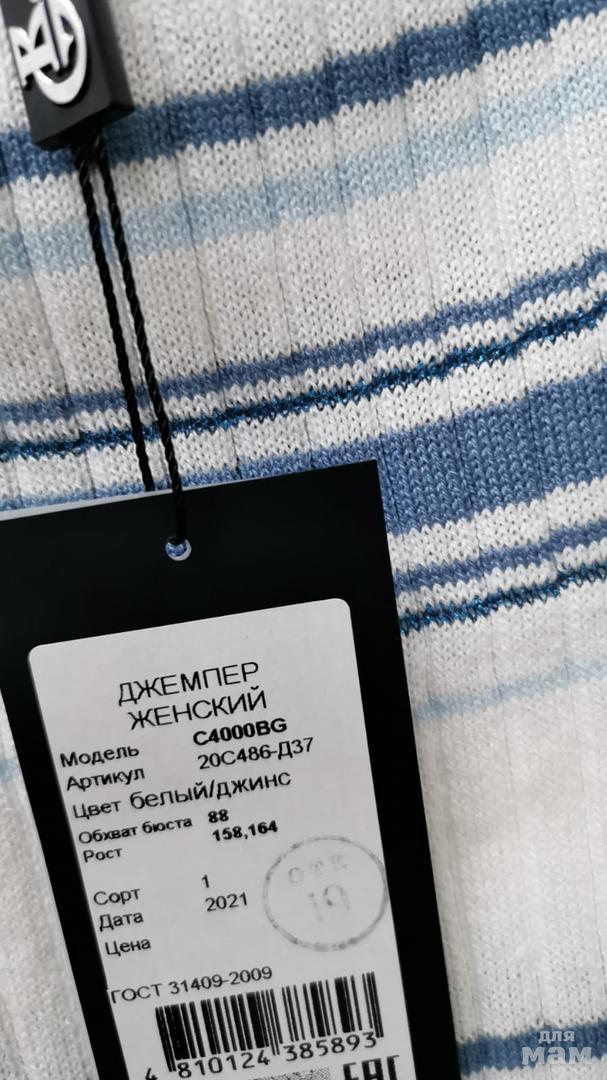 ДЖЕМПЕР
ЖЕНСКИЙ
Модель C4000BG
Артикул 20С486-Д37
Цвет белый/джинс
Обхват бюста 88
Рост 158,164
Сорт 1
Дата 2021
Цена
ОТК
19
ГОСТ 31409-2009
4 810124 385893
EAC
для
мам